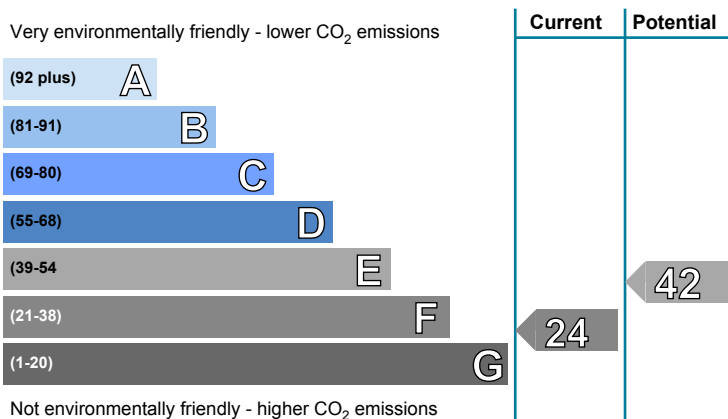 Very environmentally friendly - lower CO2 emissions
Current
Potential
(92 plus) A
(81-91) B
(69-80) C
(55-68) D
(39-54 E
42
(21-38) F
24
(1-20) G
Not environmentally friendly - higher CO2 emissions